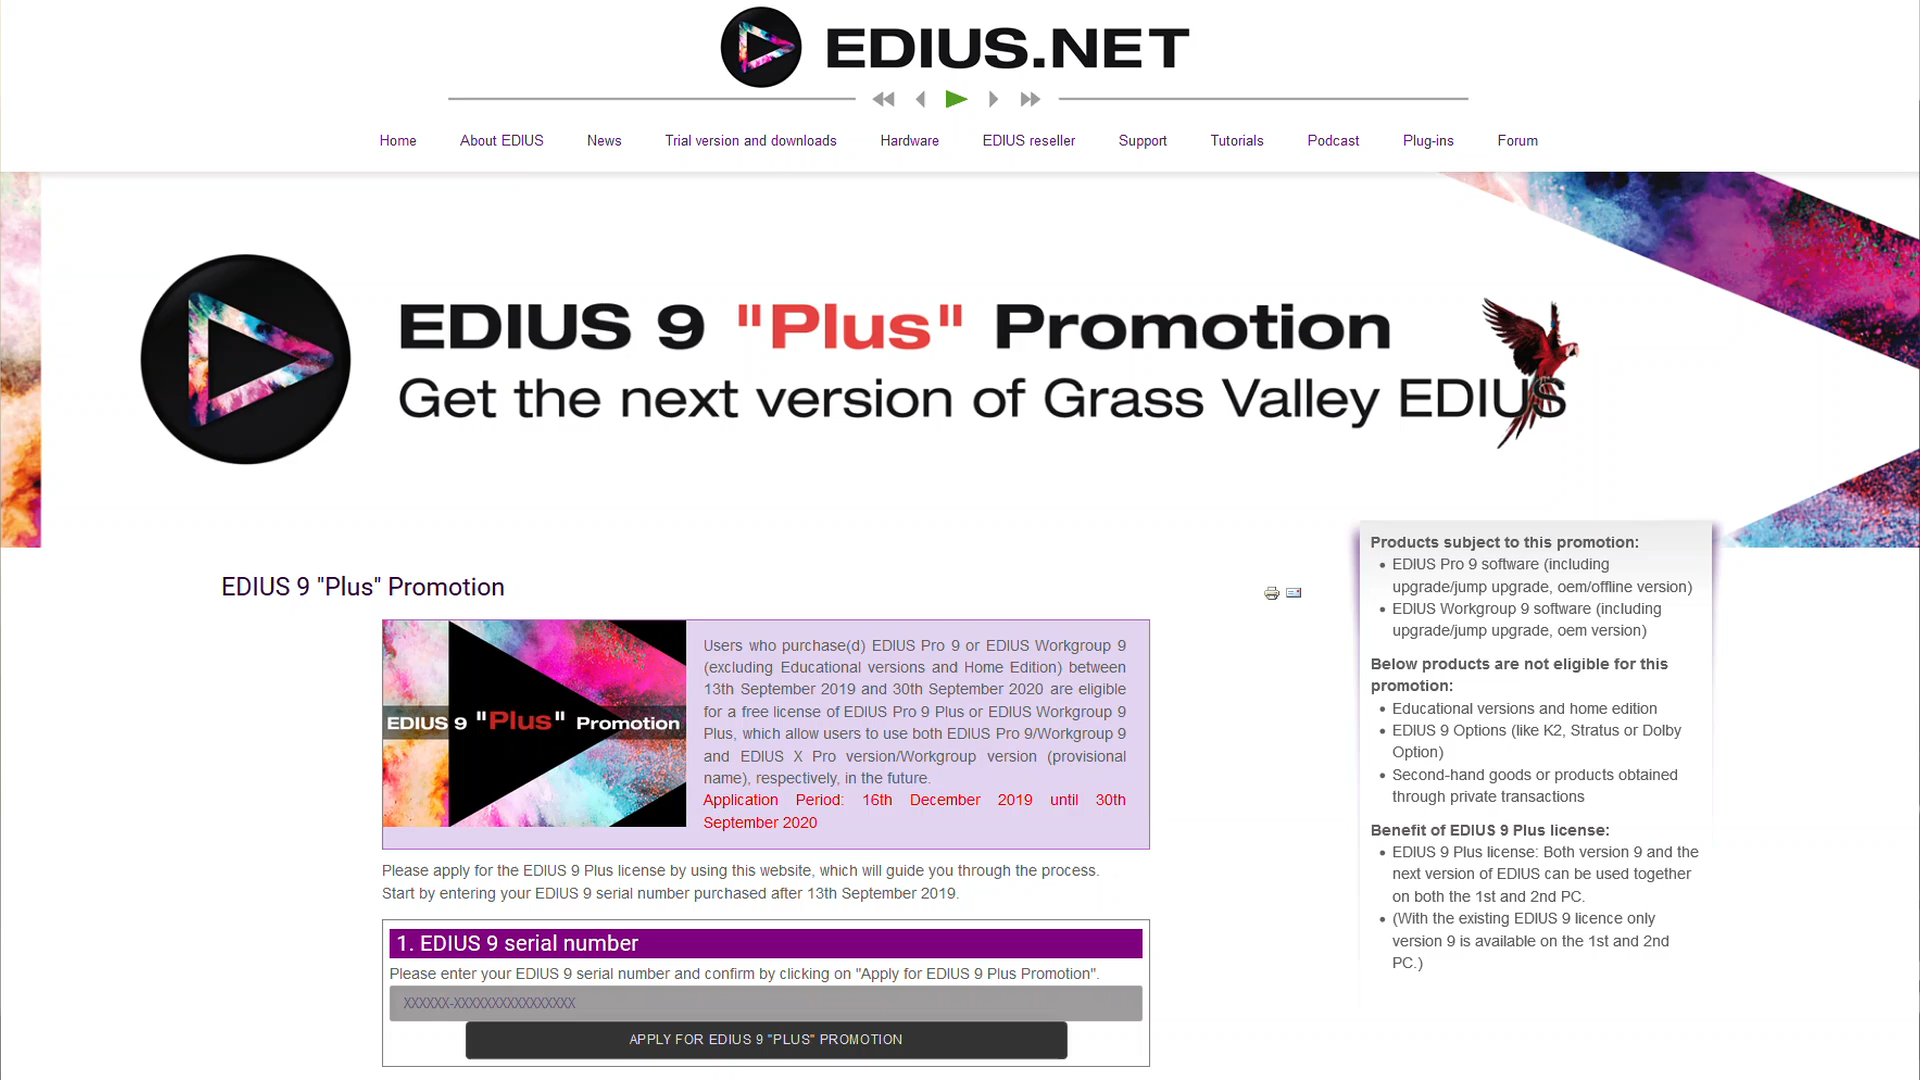 EDIUS.NET
Home About EDIUS News Trial version and downloads Hardware EDIUS reseller Support Tutorials Podcast Plug-ins Forum
EDIUS 9 "Plus" Promotion
Get the next version of Grass Valley EDIUS
EDIUS 9 "Plus" Promotion
EDIUS 9 "Plus" Promotion
Users who purchase(d) EDIUS Pro 9 or EDIUS Workgroup 9
(excluding Educational versions and Home Edition) between
13th September 2019 and 30th September 2020 are eligible
for a free license of EDIUS Pro 9 Plus or EDIUS Workgroup 9
Plus, which allow users to use both EDIUS Pro 9/Workgroup 9
and EDIUS X Pro version/Workgroup version (provisional
name), respectively, in the future.
Application Period: 16th December 2019 until 30th
September 2020
Please apply for the EDIUS 9 Plus license by using this website, which will guide you through the process.
Start by entering your EDIUS 9 serial number purchased after 13th September 2019.
1. EDIUS 9 serial number
Please enter your EDIUS 9 serial number and confirm by clicking on "Apply for EDIUS 9 Plus Promotion".
XXXXXX-XXXXXXXXXXXXXXXX
APPLY FOR EDIUS 9 "PLUS" PROMOTION
Products subject to this promotion:
• EDIUS Pro 9 software (including
upgrade/jump upgrade, oem/offline version)
• EDIUS Workgroup 9 software (including
upgrade/jump upgrade, oem version)
Below products are not eligible for this
promotion:
• Educational versions and home edition
• EDIUS 9 Options (like K2, Stratus or Dolby
Option)
• Second-hand goods or products obtained
through private transactions
Benefit of EDIUS 9 Plus license:
• EDIUS 9 Plus license: Both version 9 and the
next version of EDIUS can be used together
on both the 1st and 2nd PC.
• (With the existing EDIUS 9 licence only
version 9 is available on the 1st and 2nd
PC.)